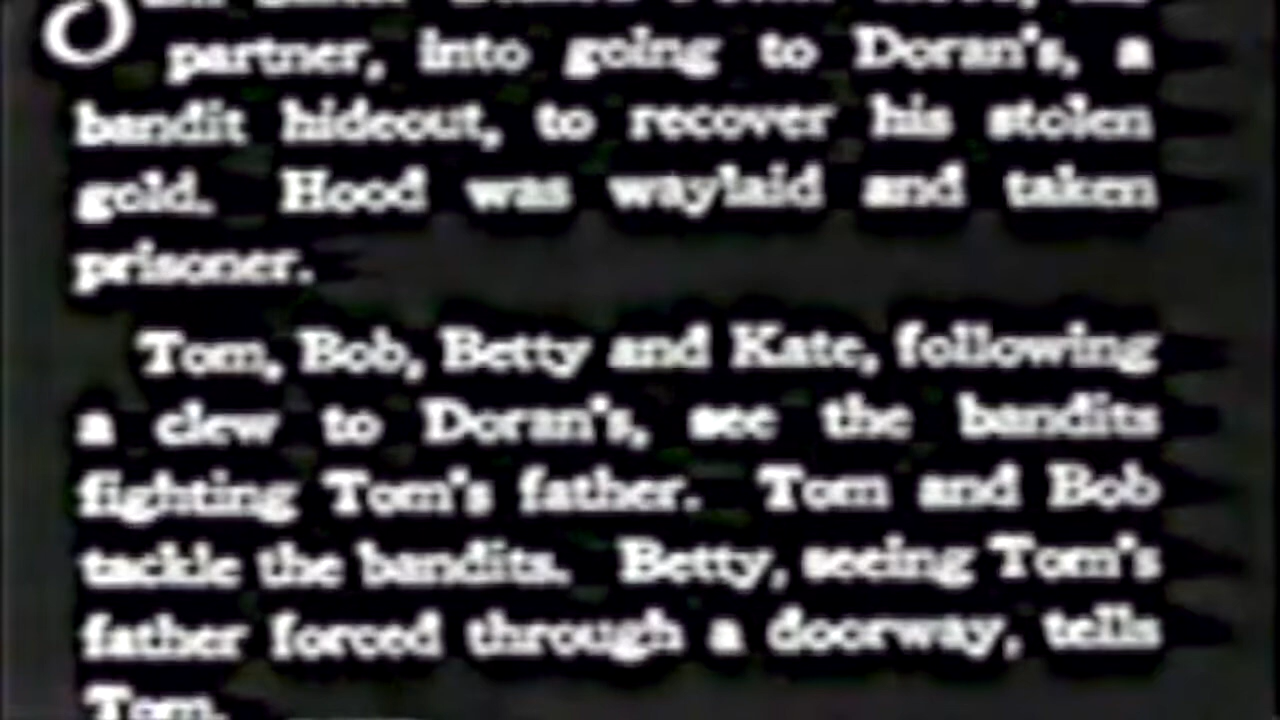 partner, into going to Doran's, a
bandit hideout, to recover his stolen
gold. Hood was waylaid and taken
prisoner.
Tom, Bob, Betty and Kate, following
a clew to Doran's, see the bandits
fighting Tom's father. Tom and Bob
tackle the bandits. Betty, seeing Tom's
father forced through a doorway, tells
Tom.